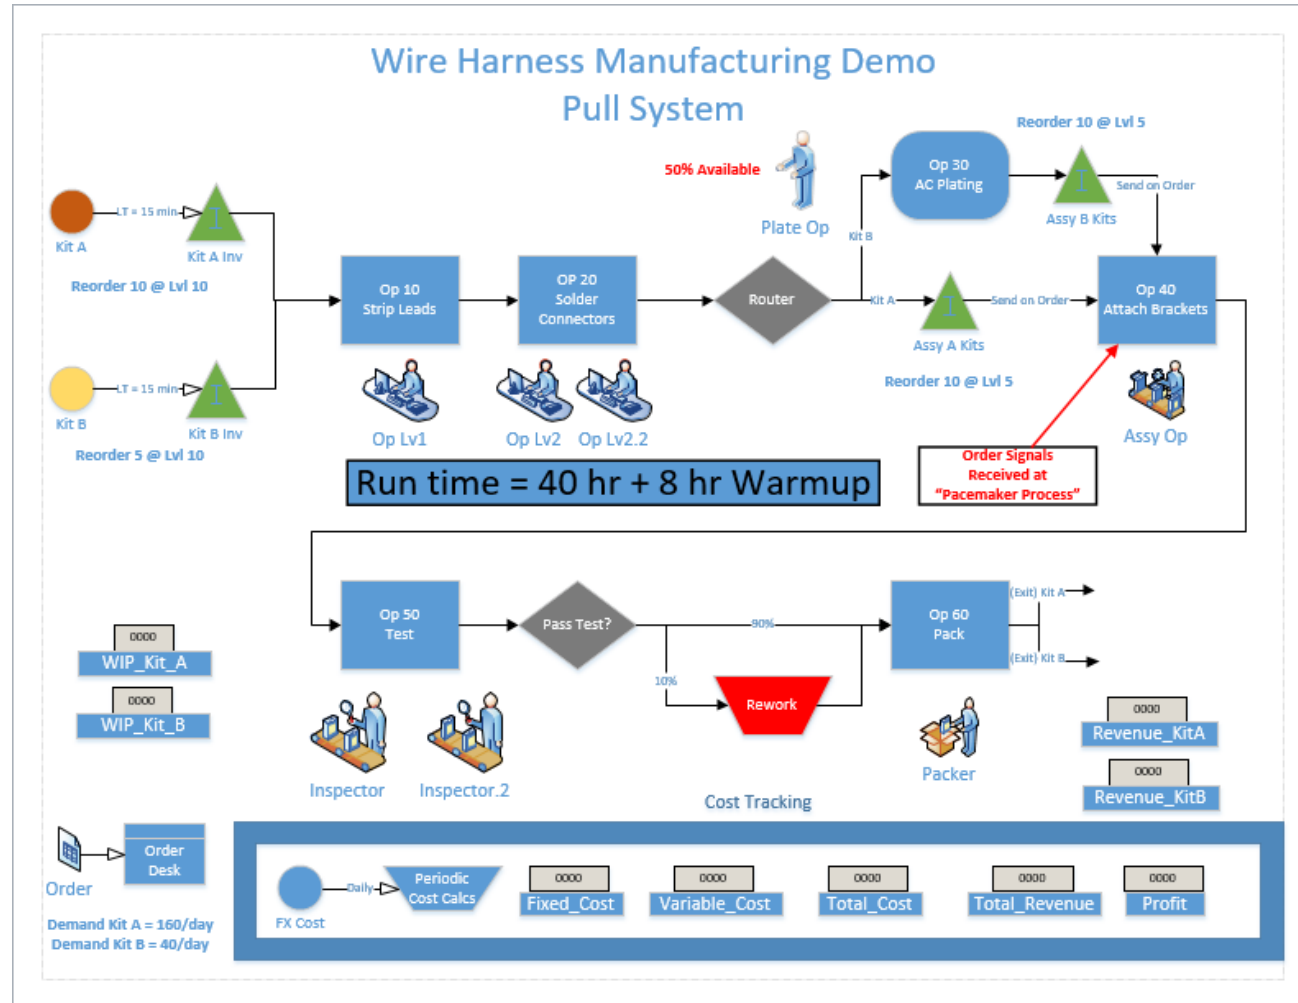 Wire Harness Manufacturing Demo
Pull System
Reorder 10 @ Lvl 5
50% Available
Op 30
AC Plating
Send on Order
Plate Op
Assy B Kits
Kit B
LT = 15 min
Kit A
Kit A Inv
Reorder 10 @ Lvl 10
Op 10
Strip Leads
OP 20
Solder
Connectors
Router
Kit A
Send on Order
Op 40
Attach Brackets
Assy A Kits
Reorder 10 @ Lvl 5
LT = 15 min
Kit B
Kit B Inv
Reorder 5 @ Lvl 10
Op Lv1
Op Lv2
Op Lv2.2
Assy Op
Run time = 40 hr + 8 hr Warmup
Order Signals
Received at
“Pacemaker Process”
Op 50
Test
Pass Test?
90%
10%
Rework
Op 60
Pack
(Exit) Kit A
(Exit) Kit B
0000
WIP_Kit_A
0000
WIP_Kit_B
Inspector
Inspector.2
Packer
0000
Revenue_KitA
0000
Revenue_KitB
Cost Tracking
Order
Order
Desk
Demand Kit A = 160/day
Demand Kit B = 40/day
FX Cost
Daily
Periodic
Cost Calcs
0000
Fixed_Cost
0000
Variable_Cost
0000
Total_Cost
0000
Total_Revenue
0000
Profit